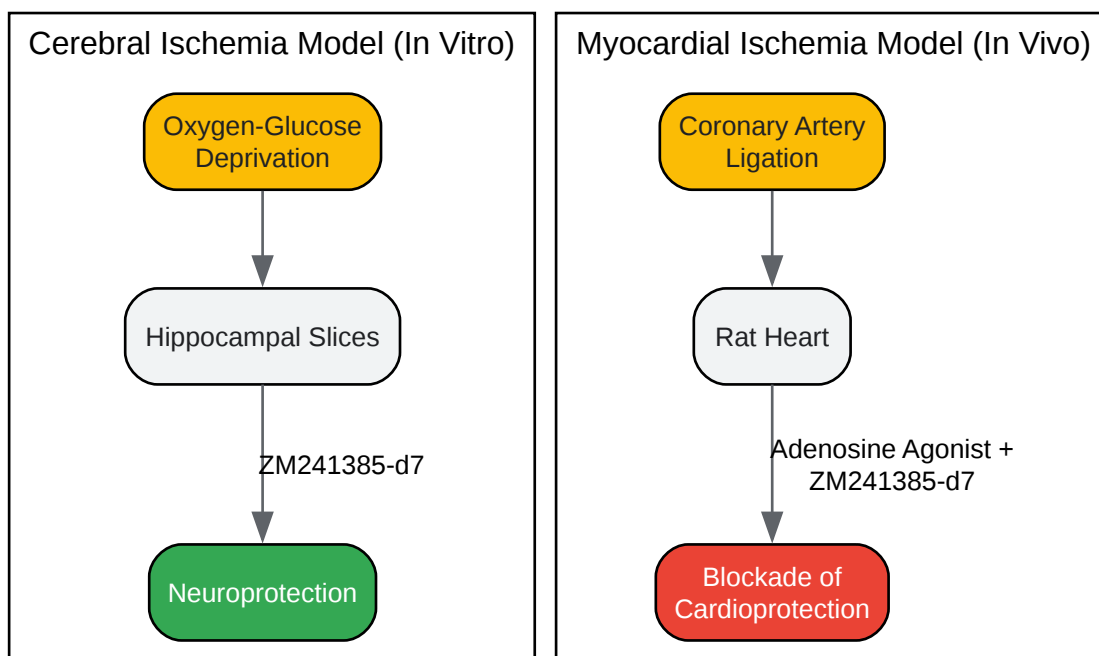 Cerebral Ischemia Model (In Vitro)
Oxygen-Glucose
Deprivation
Hippocampal Slices
ZM241385-d7
Neuroprotection
Myocardial Ischemia Model (In Vivo)
Coronary Artery
Ligation
Rat Heart
Adenosine Agonist +
ZM241385-d7
Blockade of
Cardioprotection